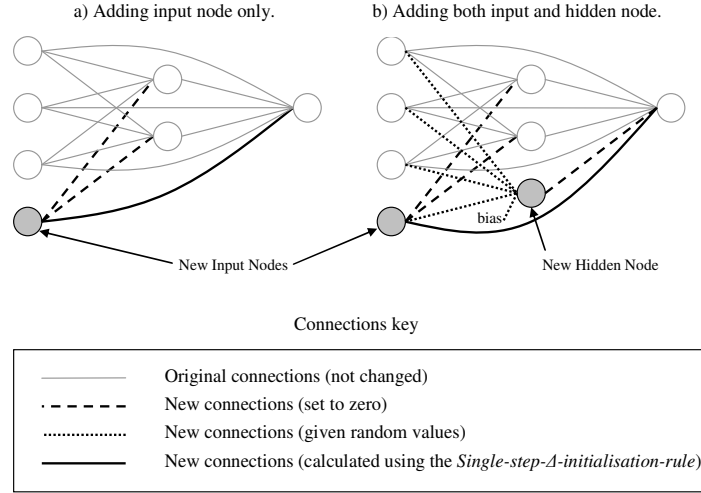 a) Adding input node only.
b) Adding both input and hidden node.
bias
New Input Nodes
New Hidden Node
Connections key
Original connections (not changed)
New connections (set to zero)
New connections (given random values)
New connections (calculated using the Single-step-Δ-initialisation-rule)